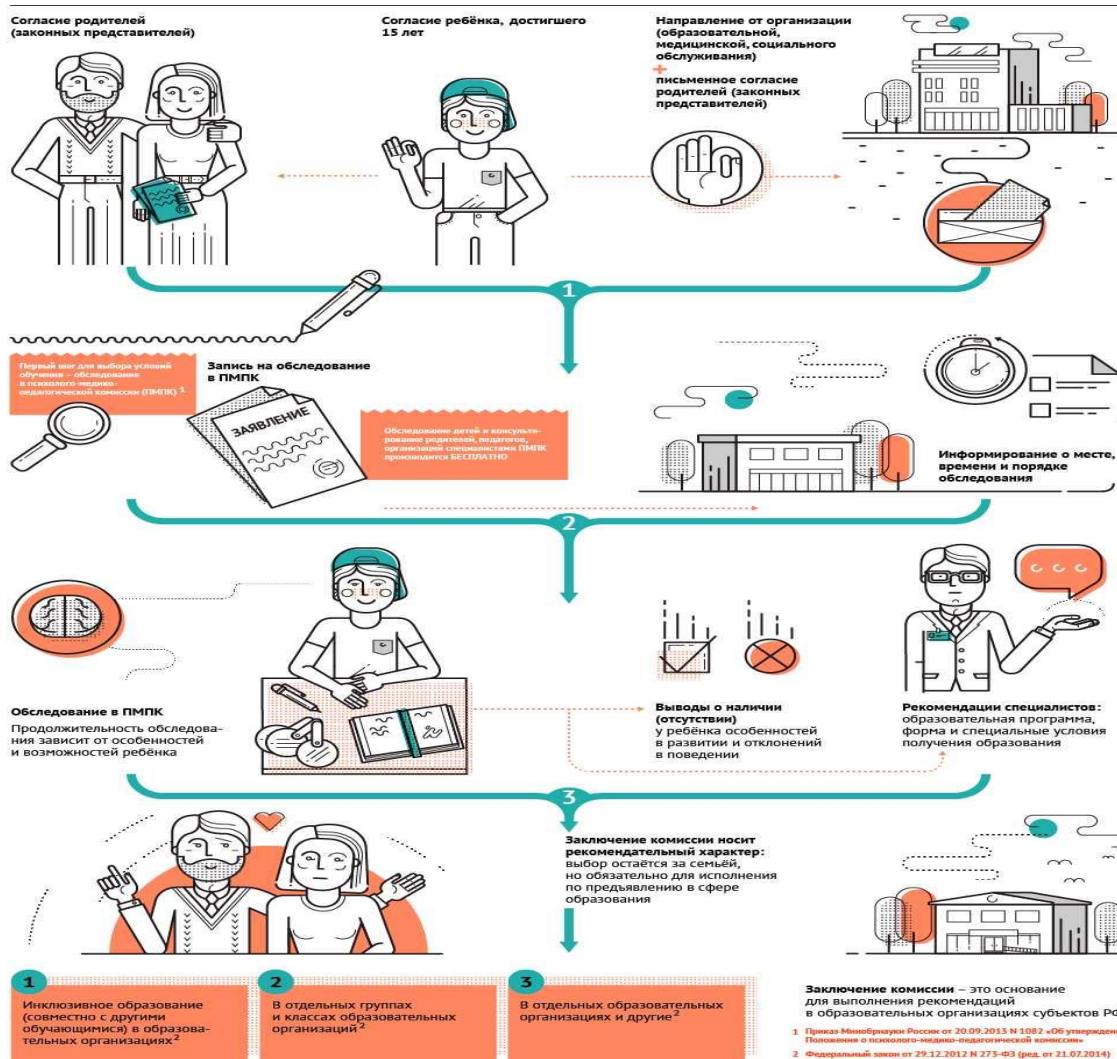 Согласие родителей
(законных представителей)
Согласие ребёнка, достигшего
15 лет
Направление от организации
(образовательной,
медицинской, социального
обслуживания)
+
письменное согласие
родителей (законных
представителей)
1
Первый шаг для выбора условий
обучения – обследование
в психолого-медико-
педагогической комиссии (ПМПК) 1
Запись на обследование
в ПМПК
ЗАЯВЛЕНИЕ
Обследование детей и консульти-
рование родителей, педагогов,
организаций специалистами ПМПК
производится БЕСПЛАТНО
Информирование о месте,
времени и порядке
обследования
2
Обследование в ПМПК
Продолжительность обследова-
ния зависит от особенностей
и возможностей ребёнка
Выводы о наличии
(отсутствии)
у ребёнка особенностей
в развитии и отклонений
в поведении
Рекомендации специалистов:
образовательная программа,
форма и специальные условия
получения образования
3
Заключение комиссии носит
рекомендательный характер:
выбор остаётся за семьёй,
но обязательно для исполнения
по предъявлению в сфере
образования
1
Инклюзивное образование
(совместно с другими
обучающимися) в образова-
тельных организациях 2
2
В отдельных группах
и классах образовательных
организаций 2
3
В отдельных образовательных
организациях и другие 2
Заключение комиссии – это основание
для выполнения рекомендаций
в образовательных организациях субъектов РФ
1 Приказ Минобрнауки России от 20.09.2013 N 1082 «Об утвержден
Положения о психолого-медико-педагогической комиссии»
2 Федеральный закон от 29.12.2012 N 273-ФЗ (ред. от 21.07.2014)